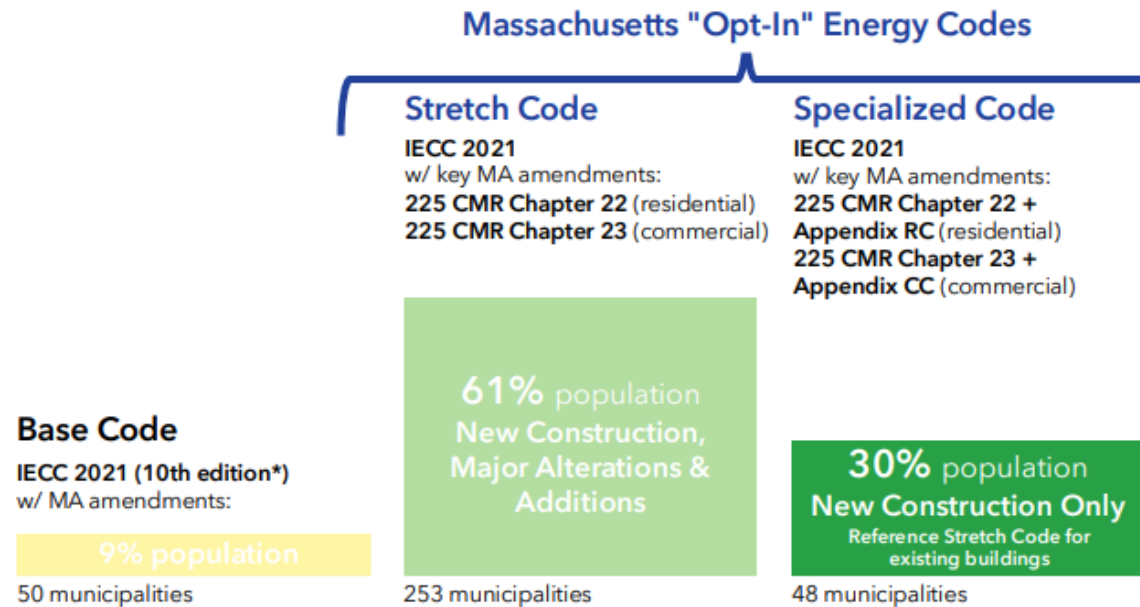 Massachusetts "Opt-In" Energy Codes
Stretch Code
IECC 2021
w/ key MA amendments:
225 CMR Chapter 22 (residential)
225 CMR Chapter 23 (commercial)
Specialized Code
IECC 2021
w/ key MA amendments:
225 CMR Chapter 22 +
Appendix RC (residential)
225 CMR Chapter 23 +
Appendix CC (commercial)
Base Code
IECC 2021 (10th edition*)
w/ MA amendments:
9% population
50 municipalities
61% population
New Construction,
Major Alterations &
Additions
253 municipalities
30% population
New Construction Only
Reference Stretch Code for
existing buildings
48 municipalities